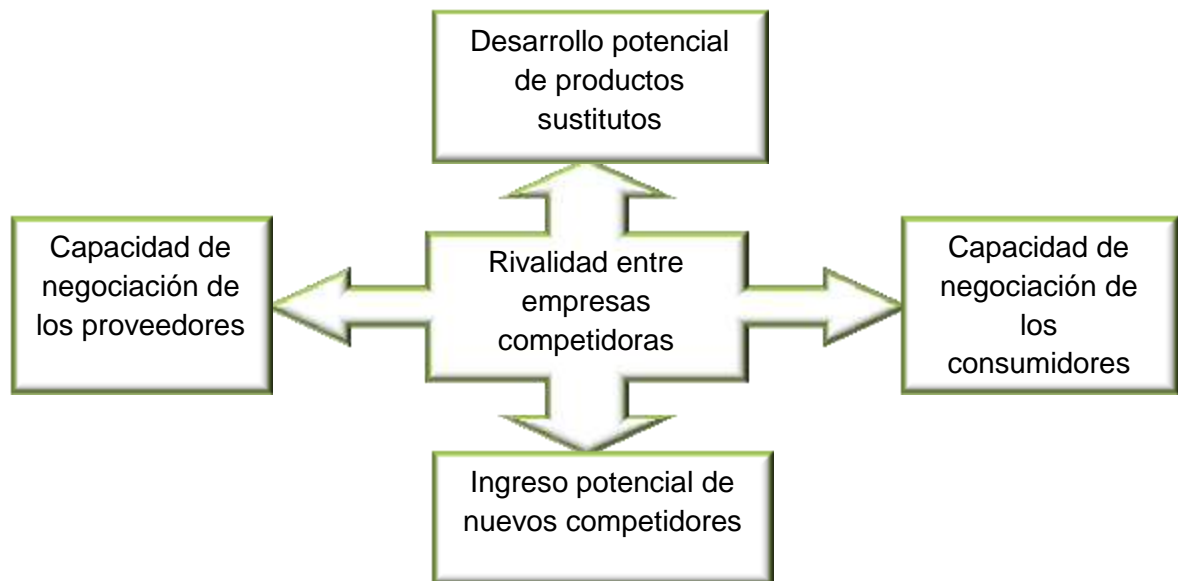 Desarrollo potencial
de productos
sustitutos
Capacidad de
negociación de
los proveedores
Rivalidad entre
empresas
competidoras
Capacidad de
negociación de
los
consumidores
Ingreso potencial de
nuevos competidores